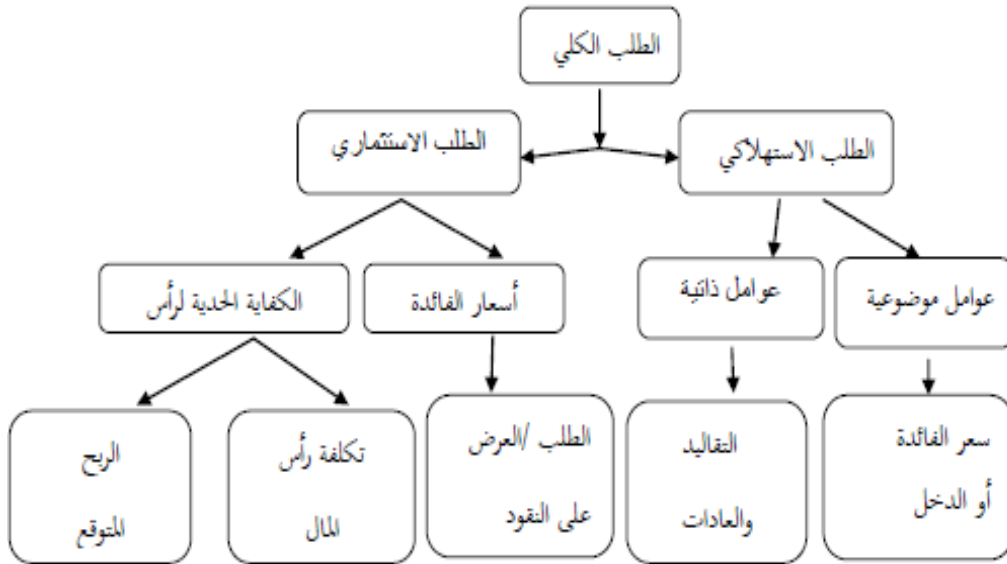 الطلب الكلي
الطلب الاستهلاكي
الطلب الاستثماري
عوامل موضوعية
عوامل ذاتية
أسعار الفائدة
الكفاية الحدية لرأس
سعر الفائدة
أو الدخل
التقاليد
والعادات
الطلب /العرض
على النقود
تكلفة رأس
المال
الربح
المتوقع